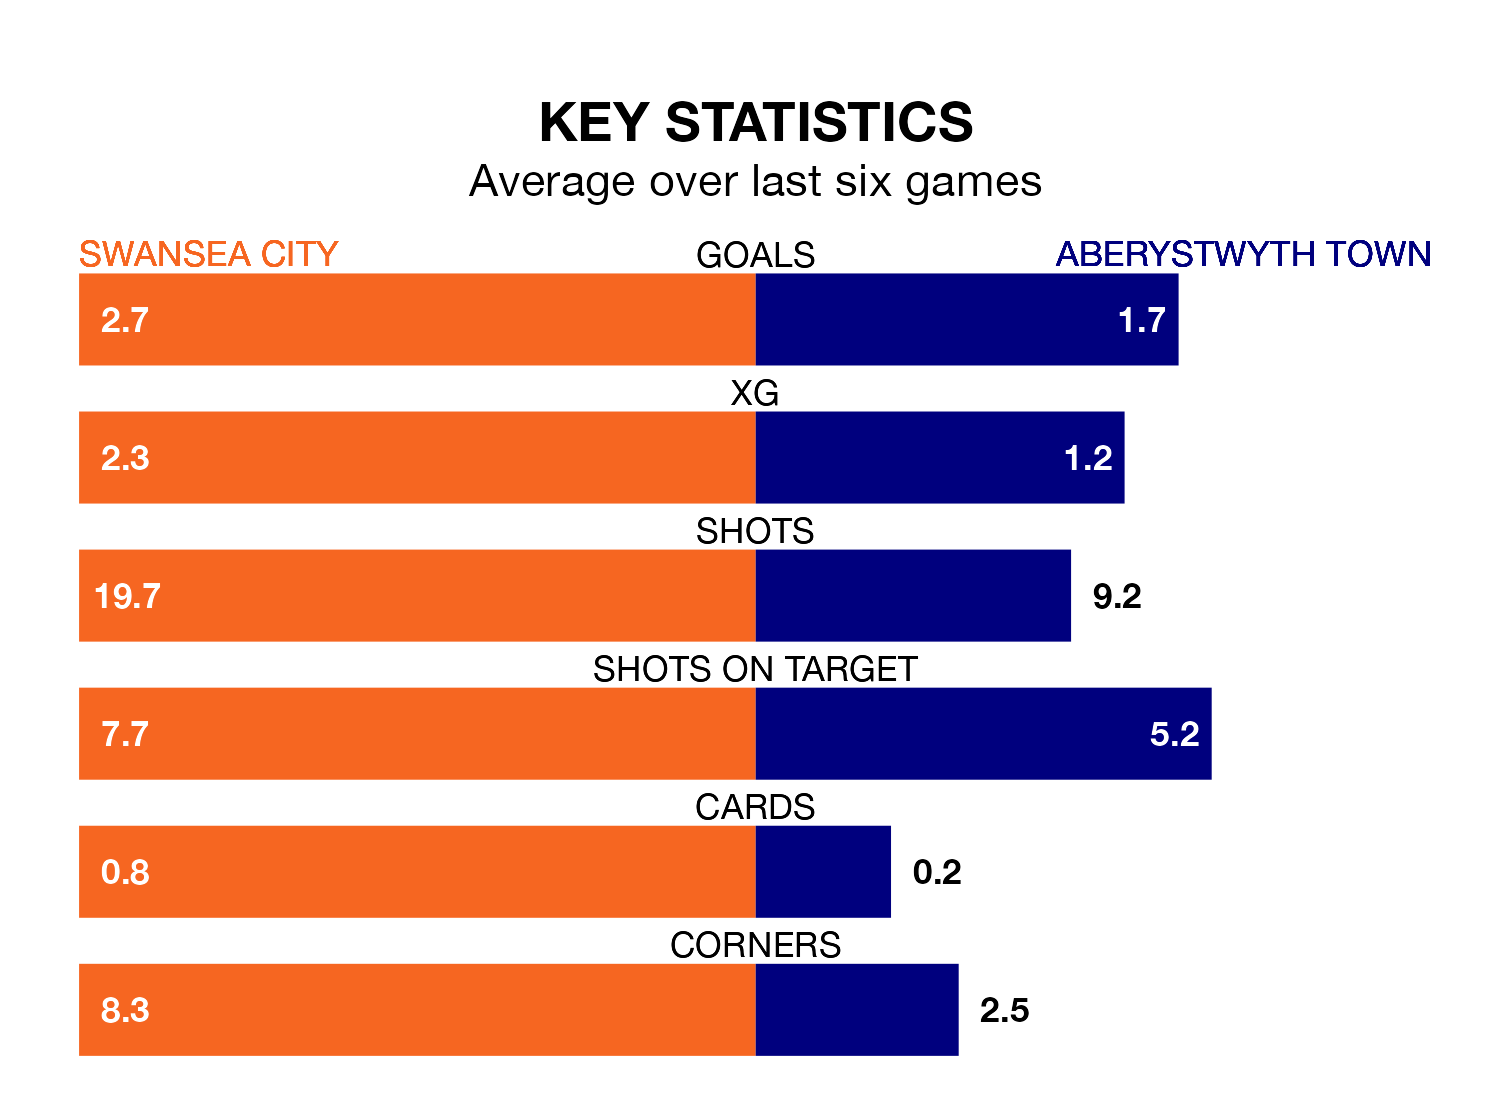 KEY STATISTICS
Average over last six games
SWANSEA CITY GOALS ABERYSTWYTH TOWN
2.7 1.7
XG
2.3 1.2
SHOTS
19.7 9.2
SHOTS ON TARGET
7.7 5.2
CARDS
0.8 0.2
CORNERS
8.3 2.5